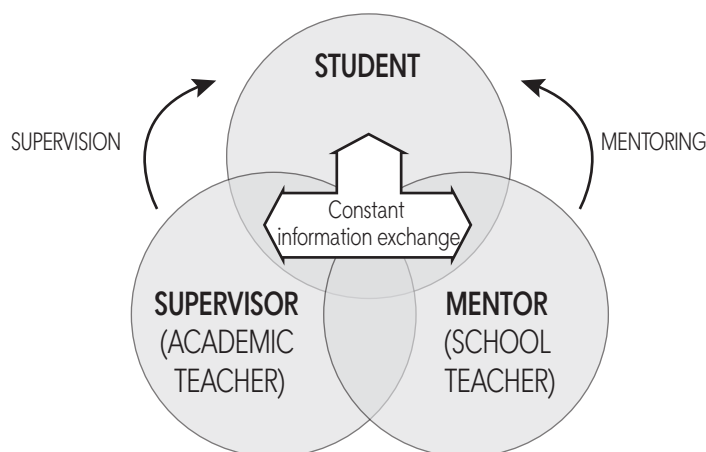 STUDENT
SUPERVISION
MENTORING
Constant
information exchange
SUPERVISOR
(ACADEMIC
TEACHER)
MENTOR
(SCHOOL
TEACHER)